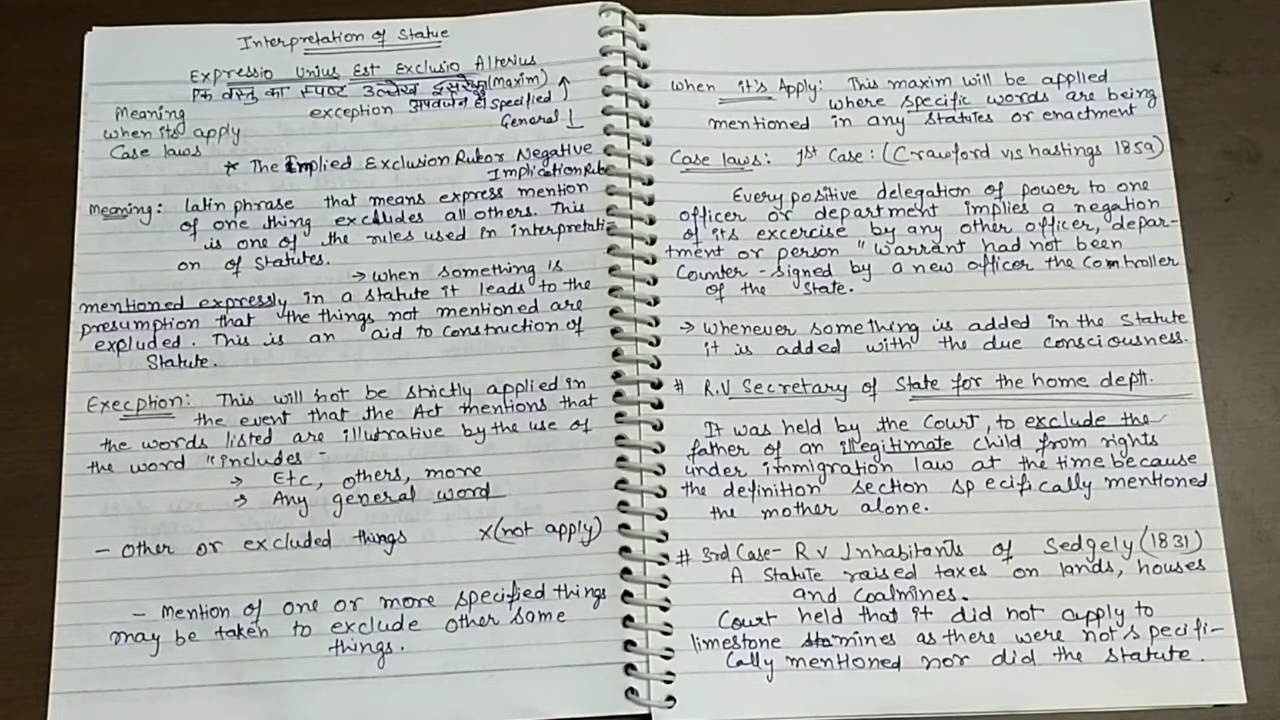 Interpretation of Statue
Expressio Unius Est Exclusio Alterius
एक वस्तु का स्पष्ट उल्लेख (Maxim)
Meaning exception अपवर्जन है specified
when its apply General
Case laws
* The Implied Exclusion Rule or Negative
Implication Rule
Meaning: latin phrase that means express mention
of one thing excludes all others. This
is one of the rules used in interpretati
on of Statutes.
→ when something is
mentioned expressly in a statute it leads to the
presumption that the things not mentioned are
expluded. This is an aid to construction of
Statute.
Execption: This will not be strictly applied in
the event that the Act mentions that
the words listed are illutrative by the use of
the word "includes -
→ Etc, others, more
→ Any general word
- other or excluded things x(not apply)
- Mention of one or more specified things
may be taken to exclude other same
things.
when it's Apply: This maxim will be applied
where specific words are being
mentioned in any statutes or enactment
Case laws: 1st Case: (Crawford v/s hastings 1859)
Every positive delegation of power to one
officer or department implies a negation
of its excercise by any other officer, depar-
tment or person "warrant had not been
Counter-signed by a new officer the Controller
of the State.
→ whenever something is added in the statute
it is added with the due consciousness.
# R.V Secretary of State for the home deptt.
It was held by the Court, to exclude the
father of an illegitimate child from rights
under immigration law at the time because
the definition section specifically mentioned
the mother alone.
# 3rd Case- R v Inhabitants of Sedgely (1831)
A Statute raised taxes on lands, houses
and Coalmines.
Court held that it did not apply to
limestone mines as there were not specifi-
cally mentioned nor did the statute.